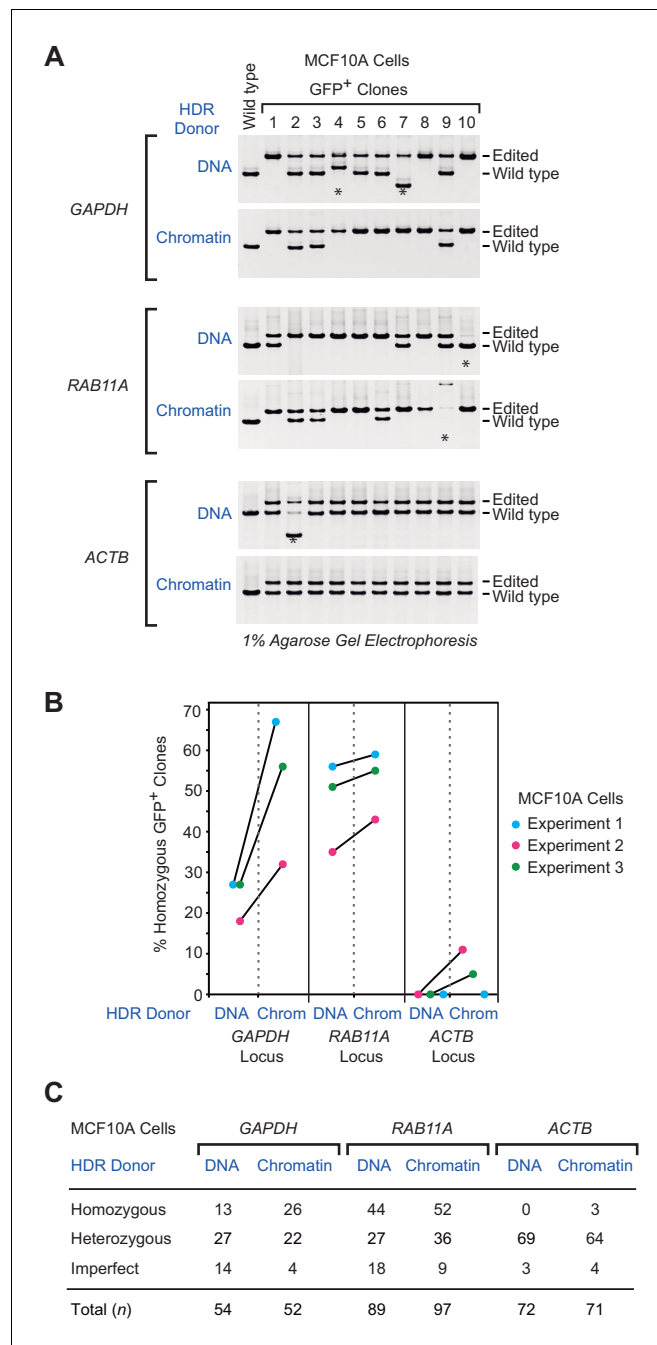 A
MCF10A Cells
GFP+ Clones
HDR Donor
Wild type 1 2 3 4 5 6 7 8 9 10
GAPDH
DNA
Edited
Wild type
* *
Chromatin
Edited
Wild type
RAB11A
DNA
Edited
Wild type
*
Chromatin
Edited
Wild type
*
ACTB
DNA
Edited
Wild type
*
Chromatin
Edited
Wild type
1% Agarose Gel Electrophoresis
B
% Homozygous GFP+ Clones
70
60
50
40
30
20
10
0
MCF10A Cells
Experiment 1
Experiment 2
Experiment 3
HDR Donor DNA Chrom DNA Chrom DNA Chrom
GAPDH RAB11A ACTB
Locus Locus Locus
C
MCF10A Cells GAPDH RAB11A ACTB
HDR Donor DNA Chromatin DNA Chromatin DNA Chromatin
Homozygous 13 26 44 52 0 3
Heterozygous 27 22 27 36 69 64
Imperfect 14 4 18 9 3 4
Total (n) 54 52 89 97 72 71